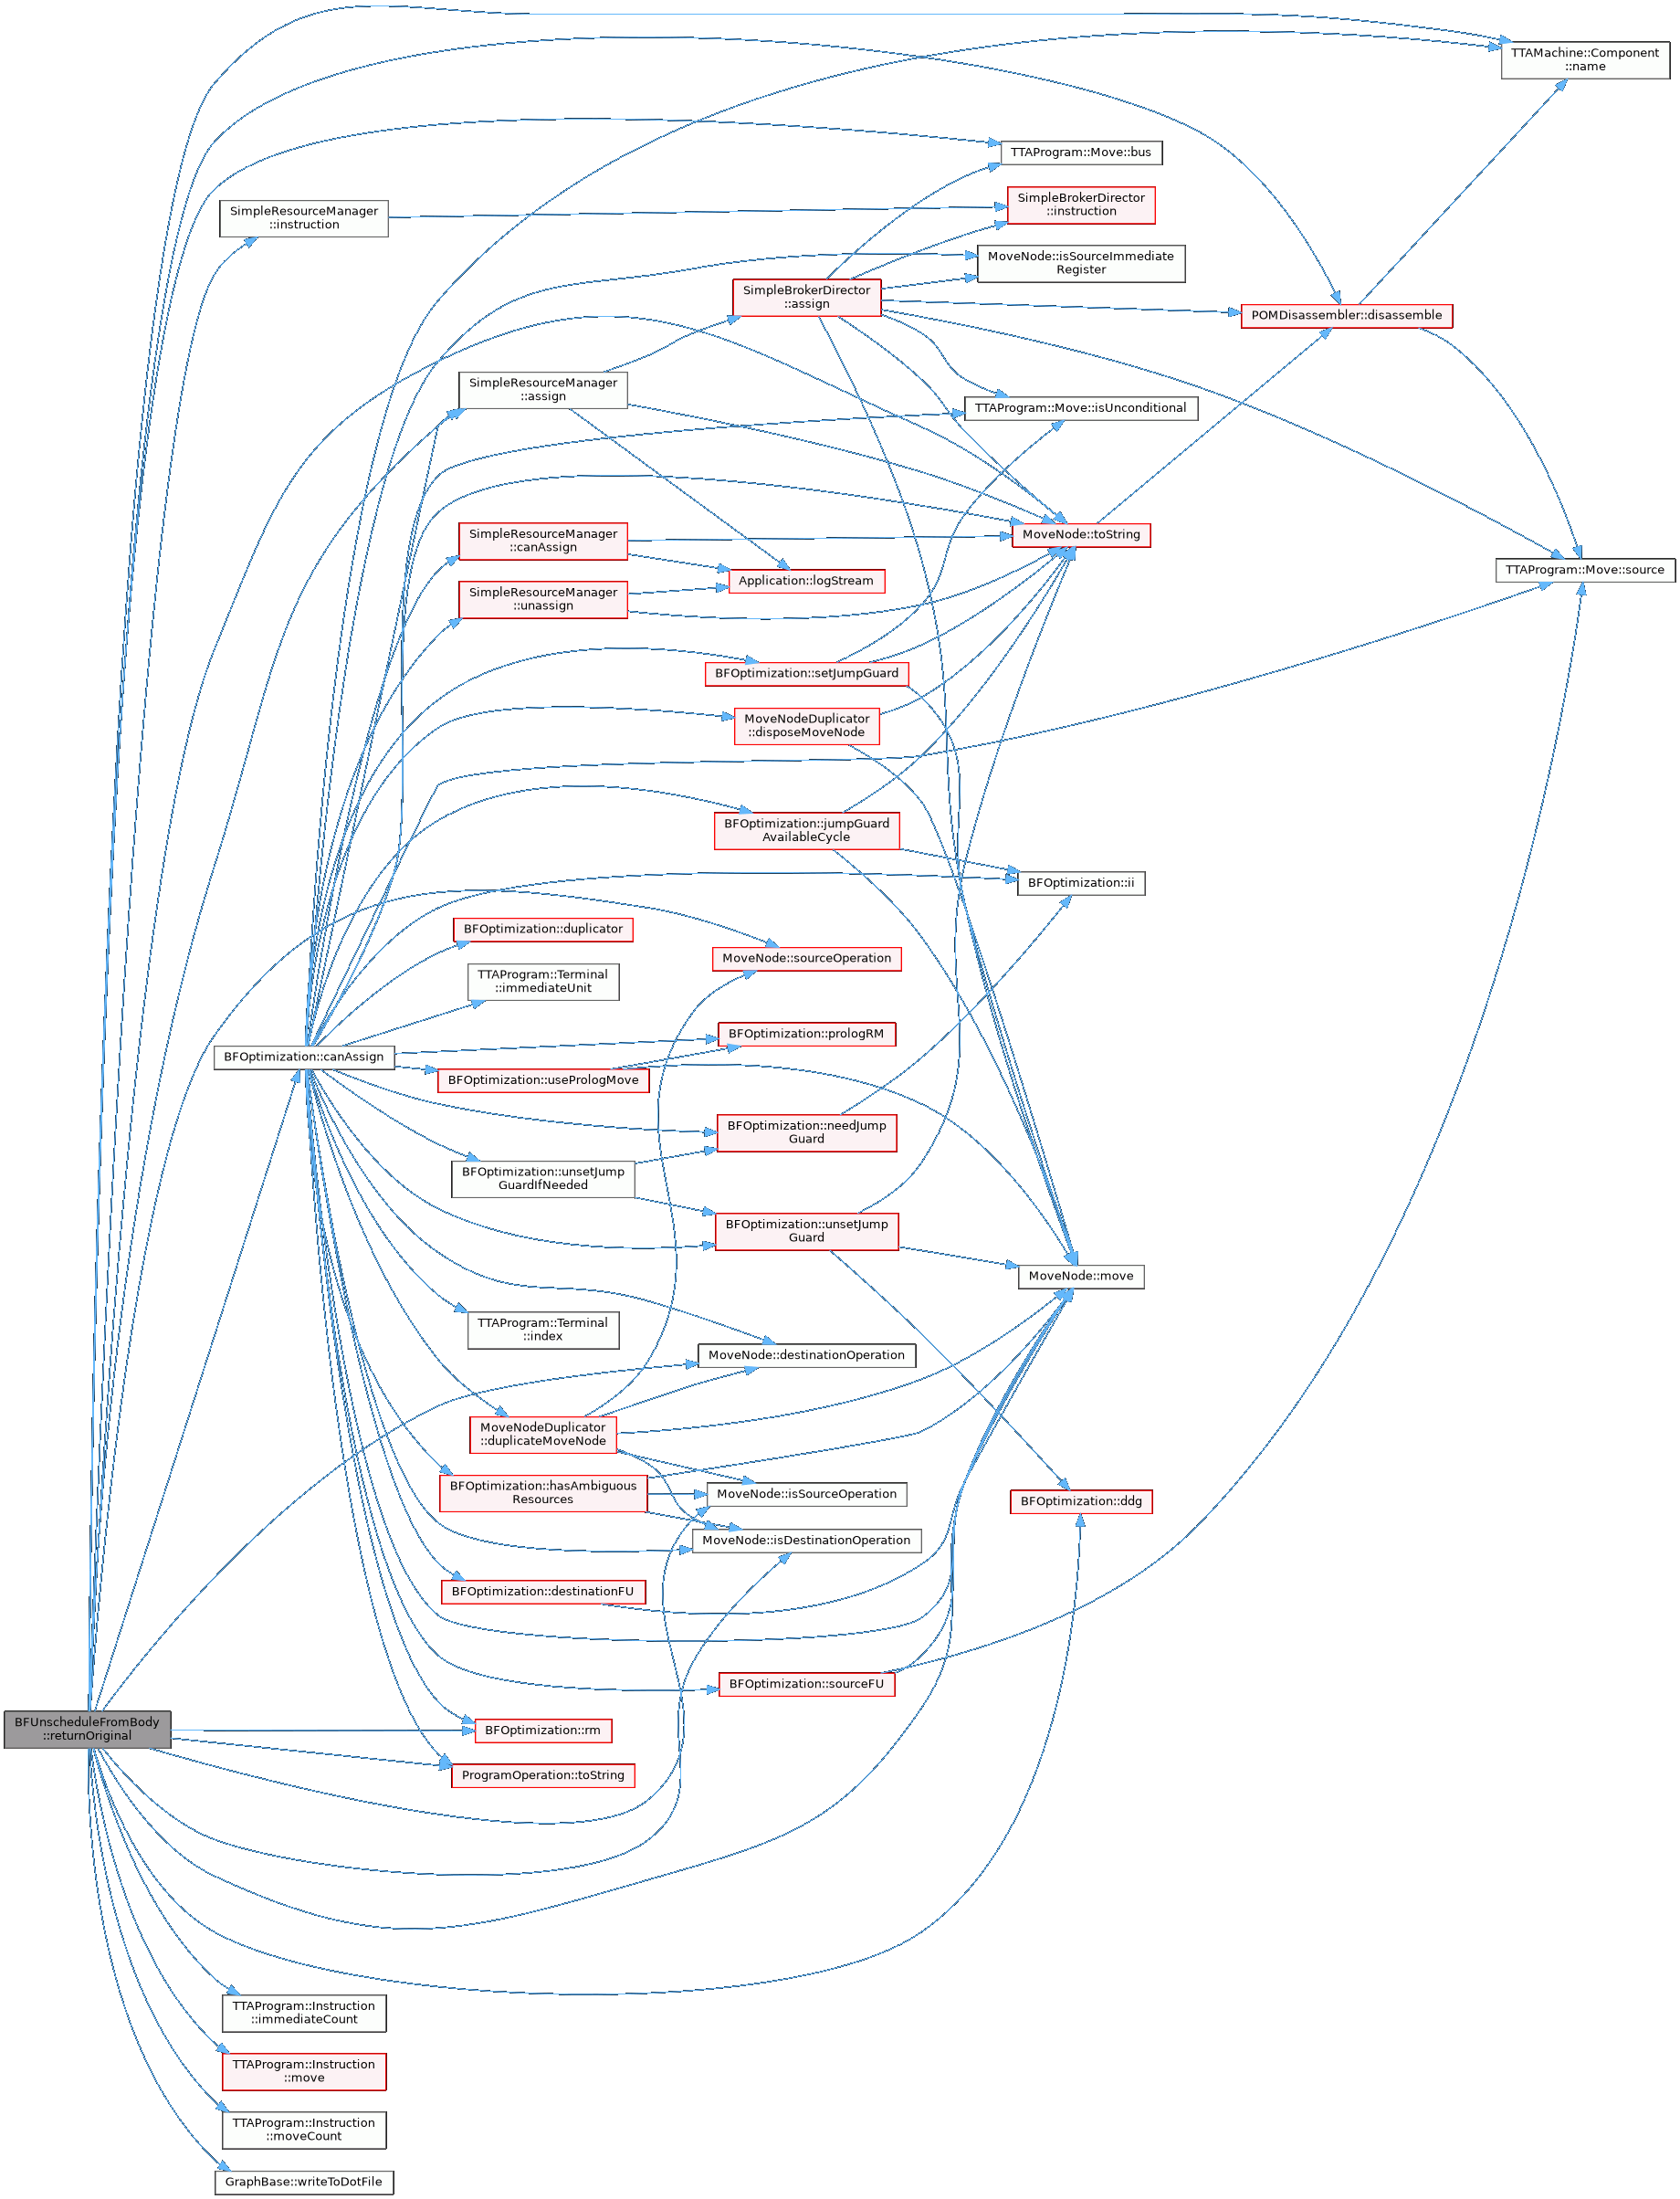 TTAMachine::Component
::name
TTAProgram::Move::bus
SimpleBrokerDirector
::instruction
SimpleResourceManager
::instruction
MoveNode::isSourceImmediate
Register
SimpleBrokerDirector
::assign
POMDisassembler::disassemble
SimpleResourceManager
::assign
TTAProgram::Move::isUnconditional
SimpleResourceManager
::canAssign
MoveNode::toString
Application::logStream
TTAProgram::Move::source
SimpleResourceManager
::unassign
BFOptimization::setJumpGuard
MoveNodeDuplicator
::disposeMoveNode
BFOptimization::jumpGuard
AvailableCycle
BFOptimization::ii
BFOptimization::duplicator
MoveNode::sourceOperation
TTAProgram::Terminal
::immediateUnit
BFOptimization::prologRM
BFOptimization::canAssign
BFOptimization::usePrologMove
BFOptimization::needJump
Guard
BFOptimization::unsetJump
GuardIfNeeded
BFOptimization::unsetJump
Guard
MoveNode::move
TTAProgram::Terminal
::index
MoveNode::destinationOperation
MoveNodeDuplicator
::duplicateMoveNode
BFOptimization::hasAmbiguous
Resources
MoveNode::isSourceOperation
BFOptimization::ddg
MoveNode::isDestinationOperation
BFOptimization::destinationFU
BFOptimization::sourceFU
BFUnscheduleFromBody
::returnOriginal
BFOptimization::rm
ProgramOperation::toString
TTAProgram::Instruction
::immediateCount
TTAProgram::Instruction
::move
TTAProgram::Instruction
::moveCount
GraphBase::writeToDotFile